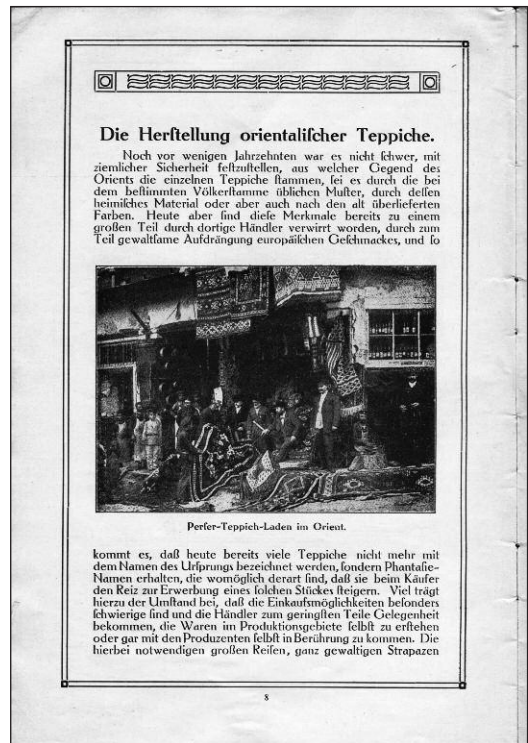 Die Herſtellung orientaliſcher Teppiche.
Noch vor wenigen Jahrzehnten war es nicht ſchwer, mit
ziemlicher Sicherheit feſtzuſtellen, aus welcher Gegend des
Orients die einzelnen Teppiche ſtammen, ſei es durch die bei
dem beſtimmten Völkerſtamme üblichen Muſter, durch deſſen
heimiſches Material oder aber auch nach den alt überlieferten
Farben. Heute aber ſind dieſe Merkmale bereits zu einem
großen Teil durch dortige Händler verwirrt worden, durch zum
Teil gewaltſame Aufdrängung europäiſchen Geſchmackes, und ſo
Perſer-Teppich-Laden im Orient.
kommt es, daß heute bereits viele Teppiche nicht mehr mit
dem Namen des Urſprungs bezeichnet werden, ſondern Phantaſie-
Namen erhalten, die womöglich derart ſind, daß ſie beim Käufer
den Reiz zur Erwerbung eines ſolchen Stückes ſteigern. Viel trägt
hierzu der Umſtand bei, daß die Einkaufsmöglichkeiten beſonders
ſchwierige ſind und die Händler zum geringſten Teile Gelegenheit
bekommen, die Waren im Produktionsgebiete ſelbſt zu erſtehen
oder gar mit den Produzenten ſelbſt in Berührung zu kommen. Die
hierbei notwendigen großen Reiſen, ganz gewaltigen Strapazen
8